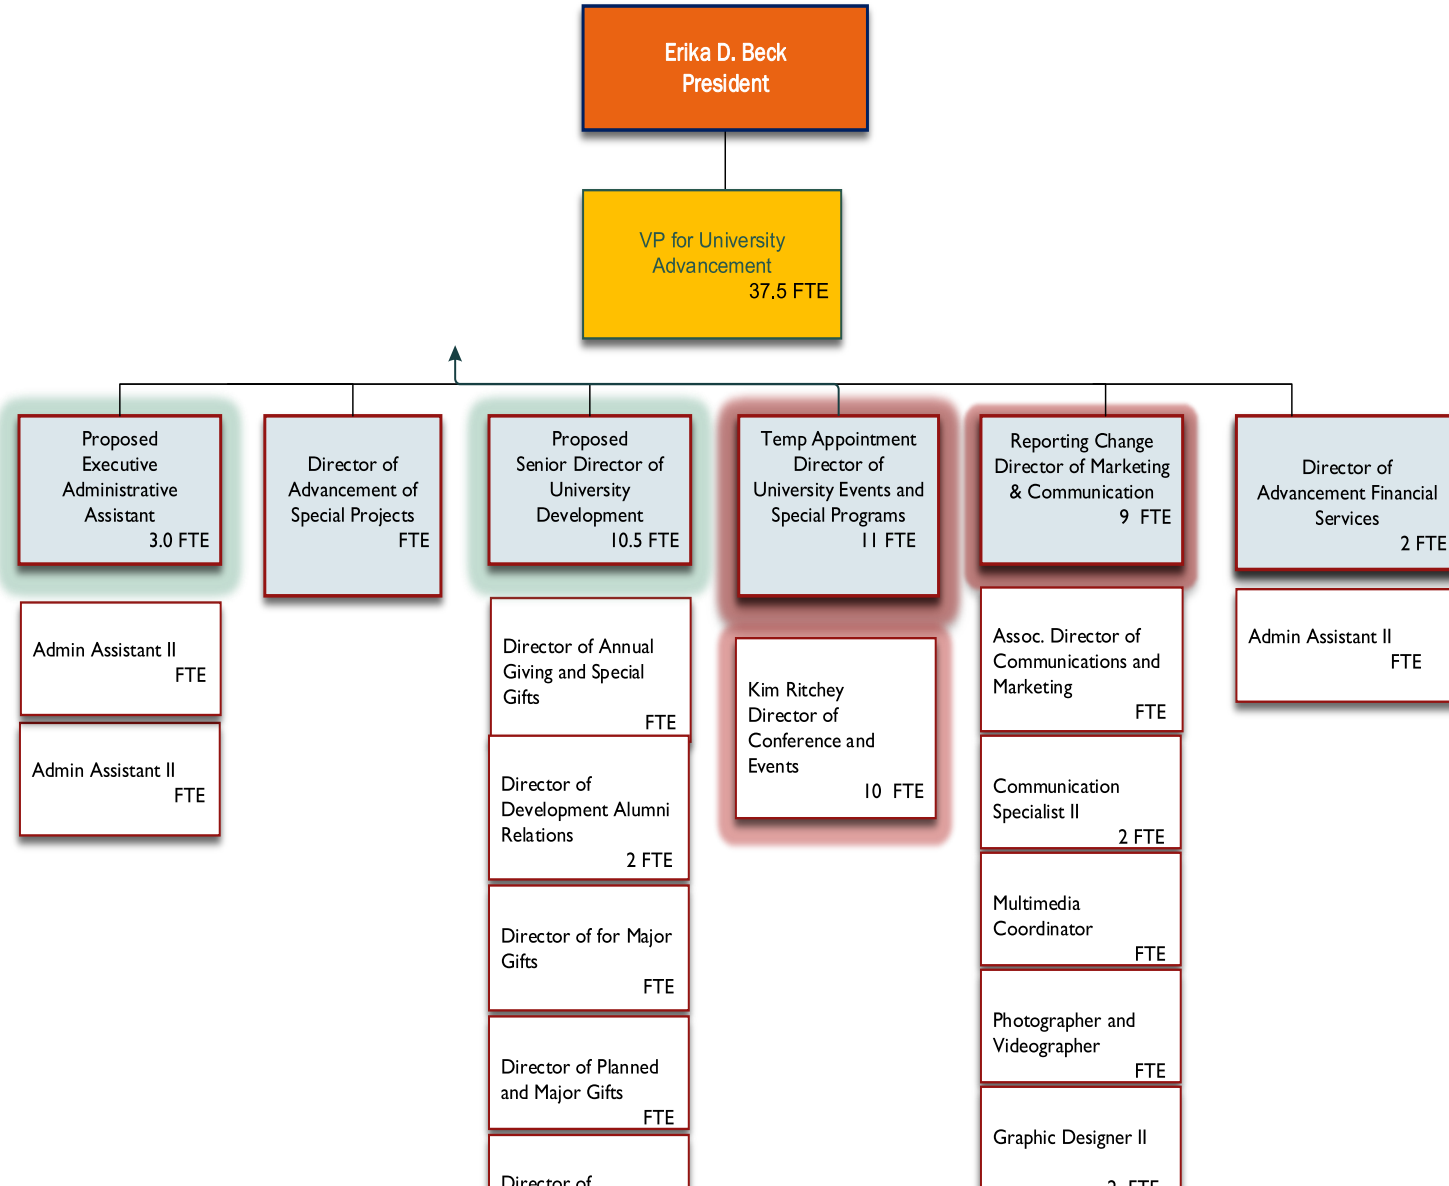 Erika D. Beck
President
VP for University
Advancement
37.5 FTE
Proposed
Executive
Administrative
Assistant
3.0 FTE
Director of
Advancement of
Special Projects
FTE
Proposed
Senior Director of
University
Development
10.5 FTE
Temp Appointment
Director of
University Events and
Special Programs
11 FTE
Reporting Change
Director of Marketing
& Communication
9 FTE
Director of
Advancement Financial
Services
2 FTE
Admin Assistant II
FTE
Admin Assistant II
FTE
Director of Annual
Giving and Special
Gifts
FTE
Director of
Development Alumni
Relations
2 FTE
Director of for Major
Gifts
FTE
Director of Planned
and Major Gifts
FTE
Director of
Kim Ritchey
Director of
Conference and
Events
10 FTE
Assoc. Director of
Communications and
Marketing
FTE
Communication
Specialist II
2 FTE
Multimedia
Coordinator
FTE
Photographer and
Videographer
FTE
Graphic Designer II
2 FTE
Admin Assistant II
FTE